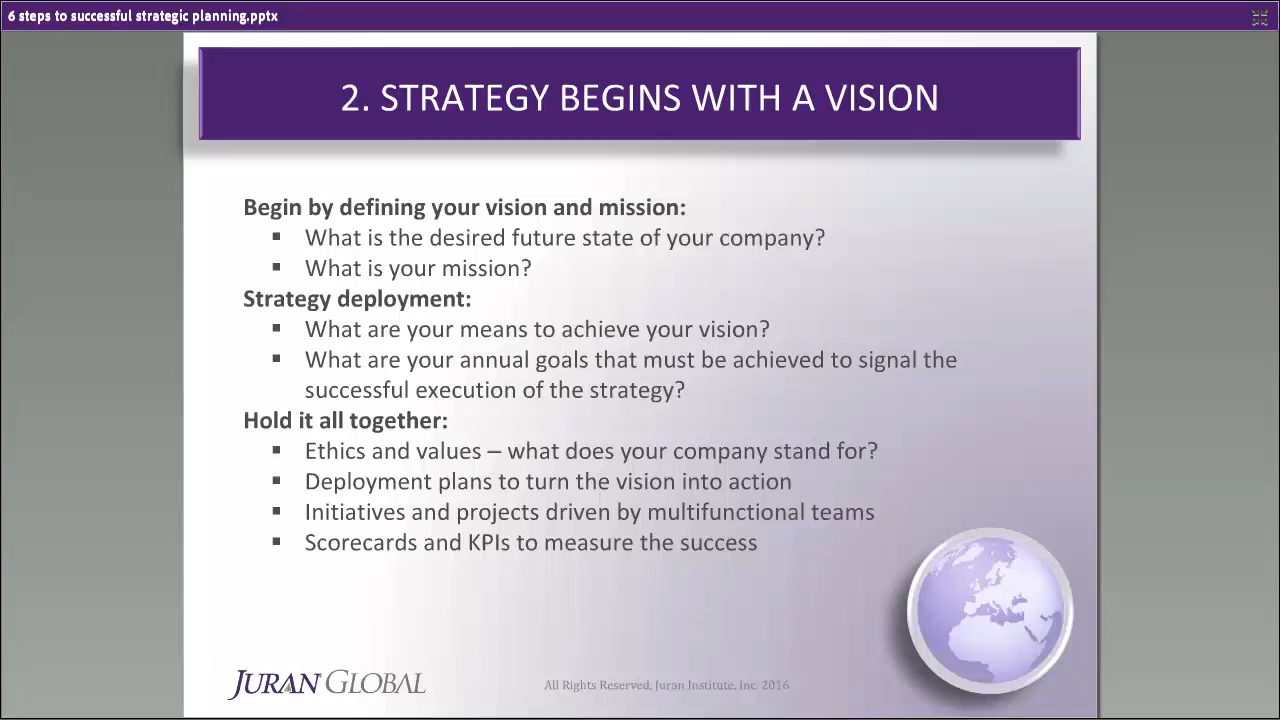 6 steps to successful strategic planning.pptx
2. STRATEGY BEGINS WITH A VISION
Begin by defining your vision and mission:
▪ What is the desired future state of your company?
▪ What is your mission?
Strategy deployment:
▪ What are your means to achieve your vision?
▪ What are your annual goals that must be achieved to signal the
successful execution of the strategy?
Hold it all together:
▪ Ethics and values – what does your company stand for?
▪ Deployment plans to turn the vision into action
▪ Initiatives and projects driven by multifunctional teams
▪ Scorecards and KPIs to measure the success
JURAN GLOBAL
All Rights Reserved, Juran Institute, Inc. 2016